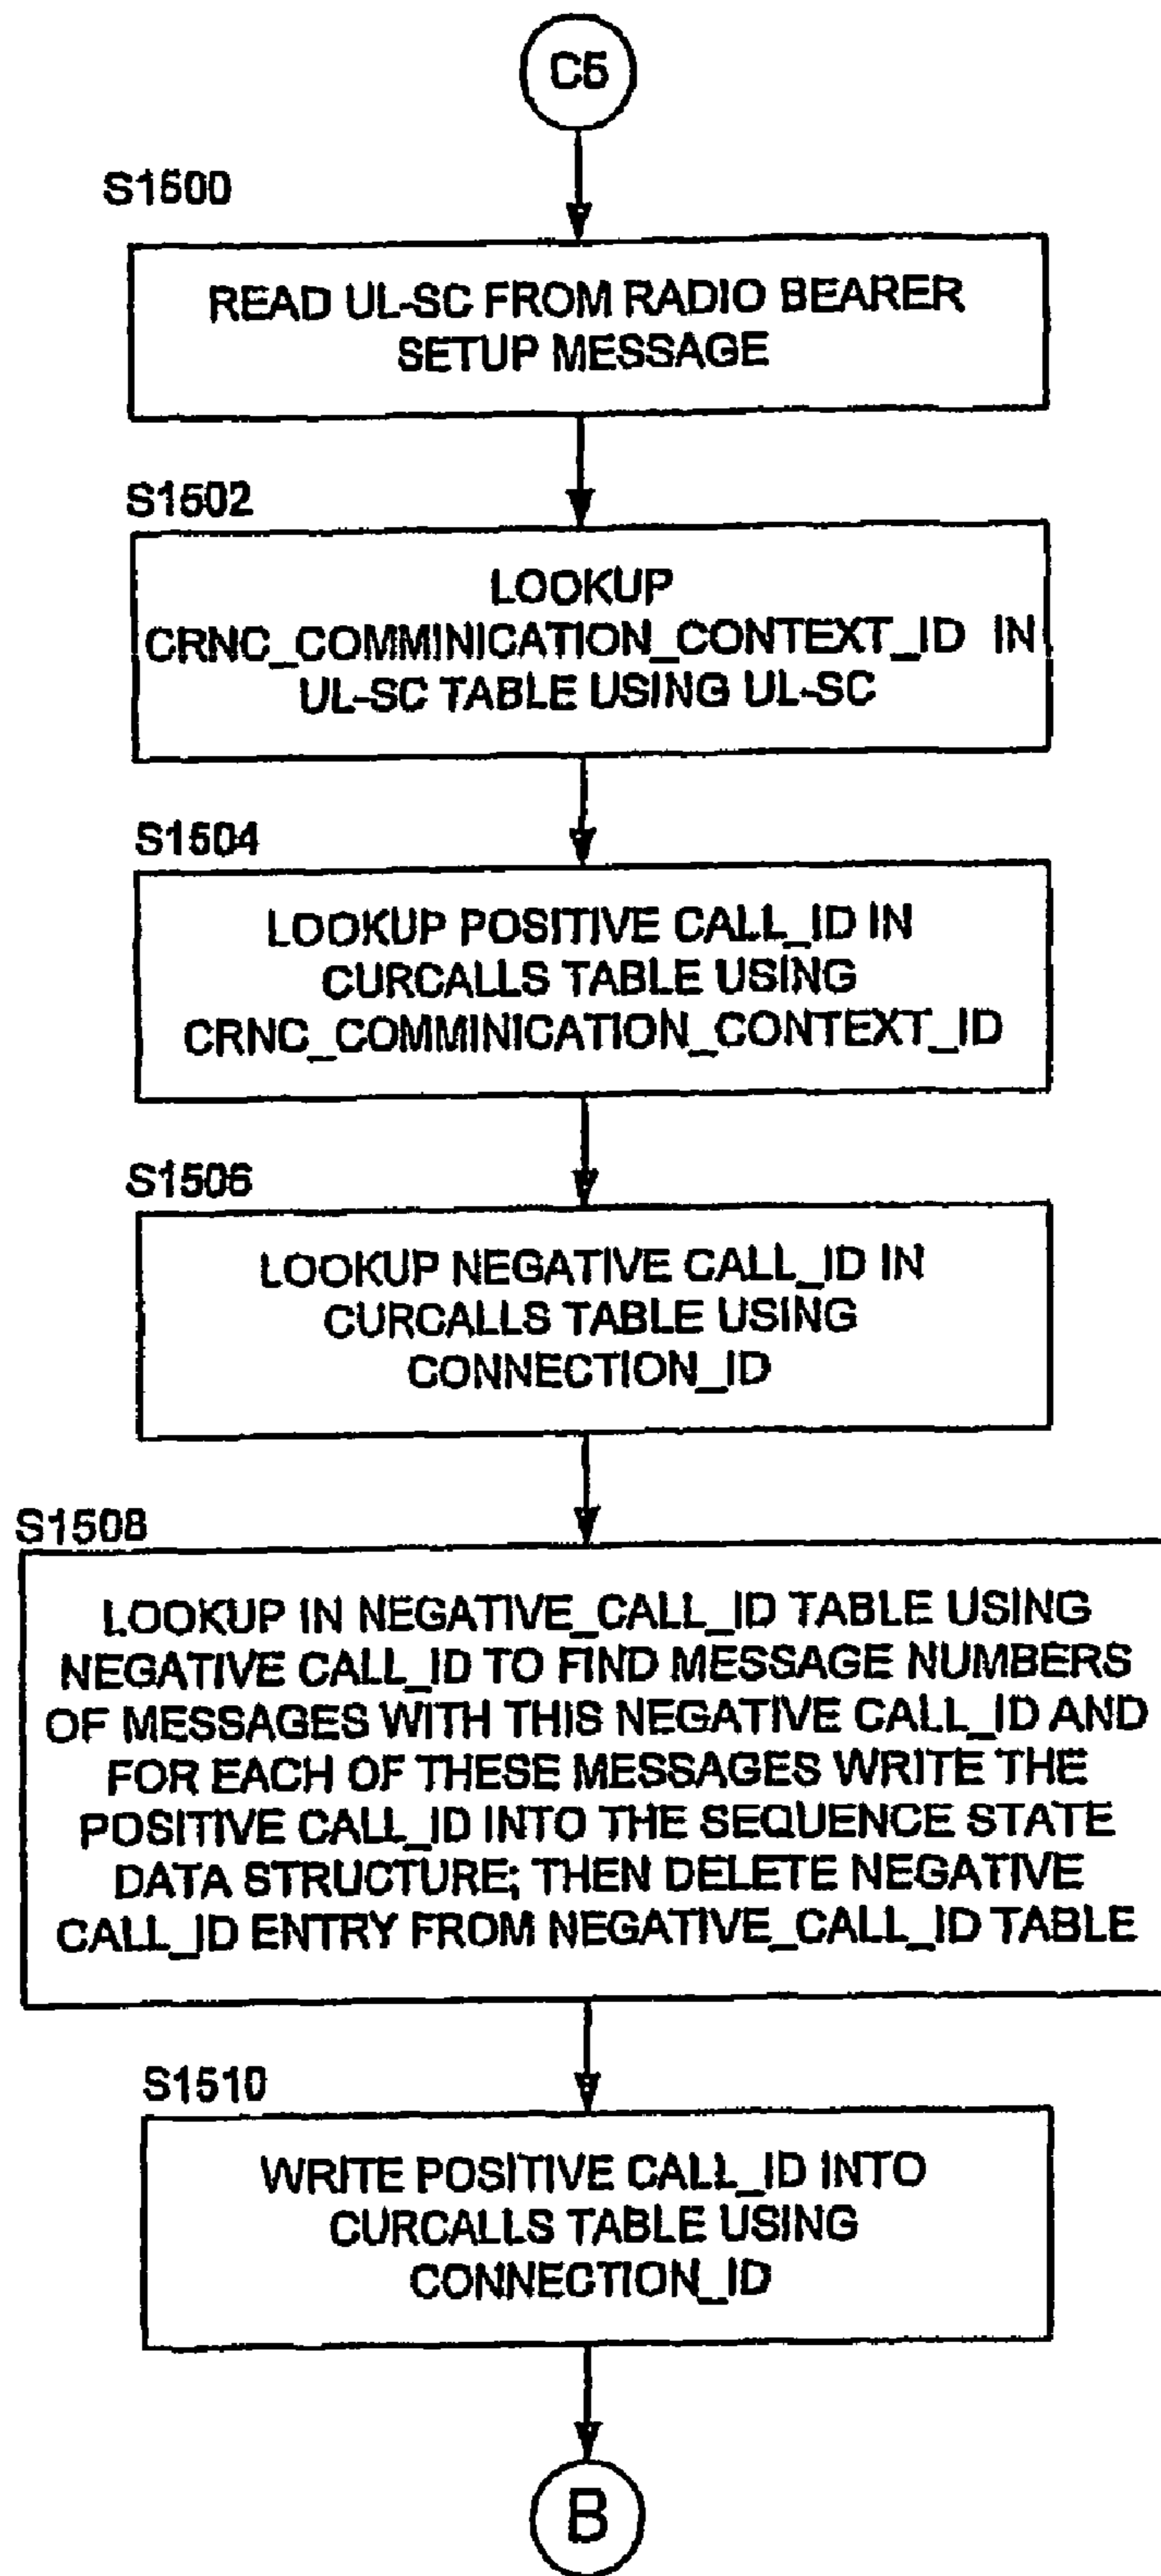 C5
S1500
READ UL-SC FROM RADIO BEARER
SETUP MESSAGE
S1502
LOOKUP
CRNC_COMMINICATION_CONTEXT_ID IN
UL-SC TABLE USING UL-SC
S1504
LOOKUP POSITIVE CALL_ID IN
CURCALLS TABLE USING
CRNC_COMMINICATION_CONTEXT_ID
S1506
LOOKUP NEGATIVE CALL_ID IN
CURCALLS TABLE USING
CONNECTION_ID
S1508
LOOKUP IN NEGATIVE_CALL_ID TABLE USING
NEGATIVE CALL_ID TO FIND MESSAGE NUMBERS
OF MESSAGES WITH THIS NEGATIVE CALL_ID AND
FOR EACH OF THESE MESSAGES WRITE THE
POSITIVE CALL_ID INTO THE SEQUENCE STATE
DATA STRUCTURE; THEN DELETE NEGATIVE
CALL_ID ENTRY FROM NEGATIVE_CALL_ID TABLE
S1510
WRITE POSITIVE CALL_ID INTO
CURCALLS TABLE USING
CONNECTION_ID
B